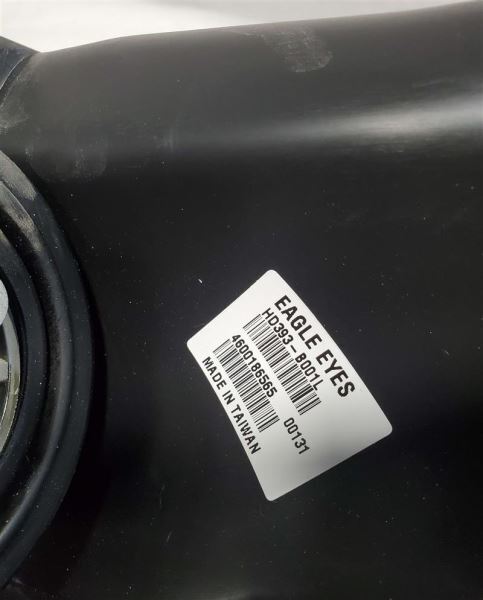 EAGLE EYES
HD393-B001L
4600186565 00131
MADE IN TAIWAN